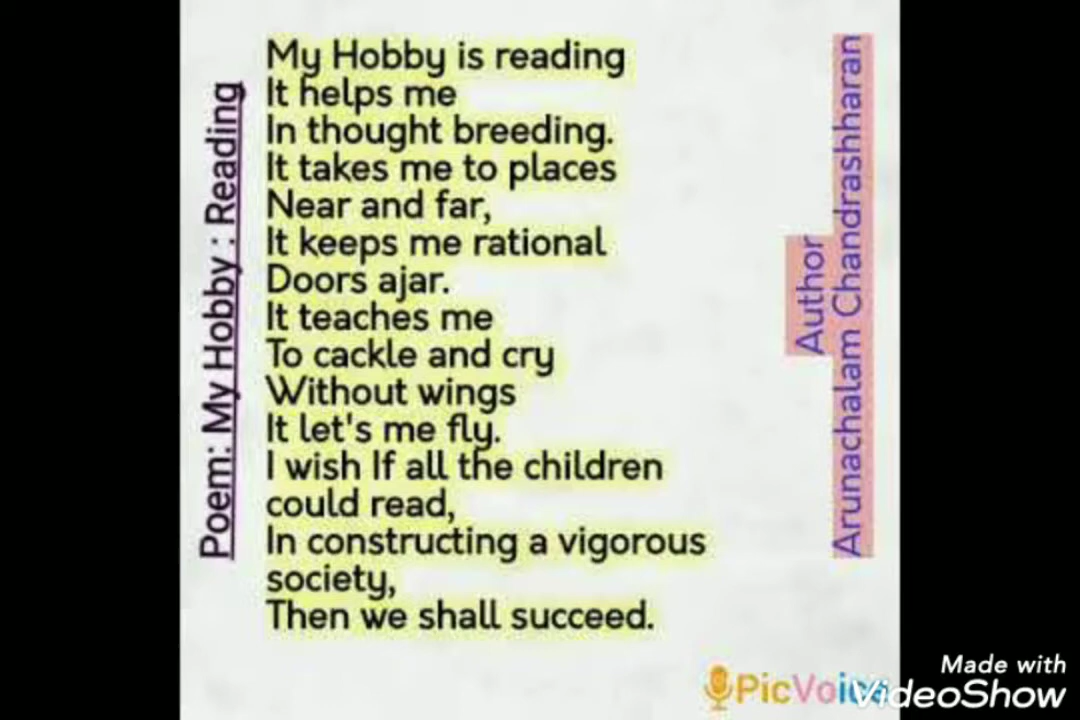 Poem: My Hobby : Reading
My Hobby is reading
It helps me
In thought breeding.
It takes me to places
Near and far,
It keeps me rational
Doors ajar.
It teaches me
To cackle and cry
Without wings
It let's me fly.
I wish If all the children
could read,
In constructing a vigorous
society,
Then we shall succeed.
Author
Arunachalam Chandrashharan
PicVoice
Made with
VideoShow